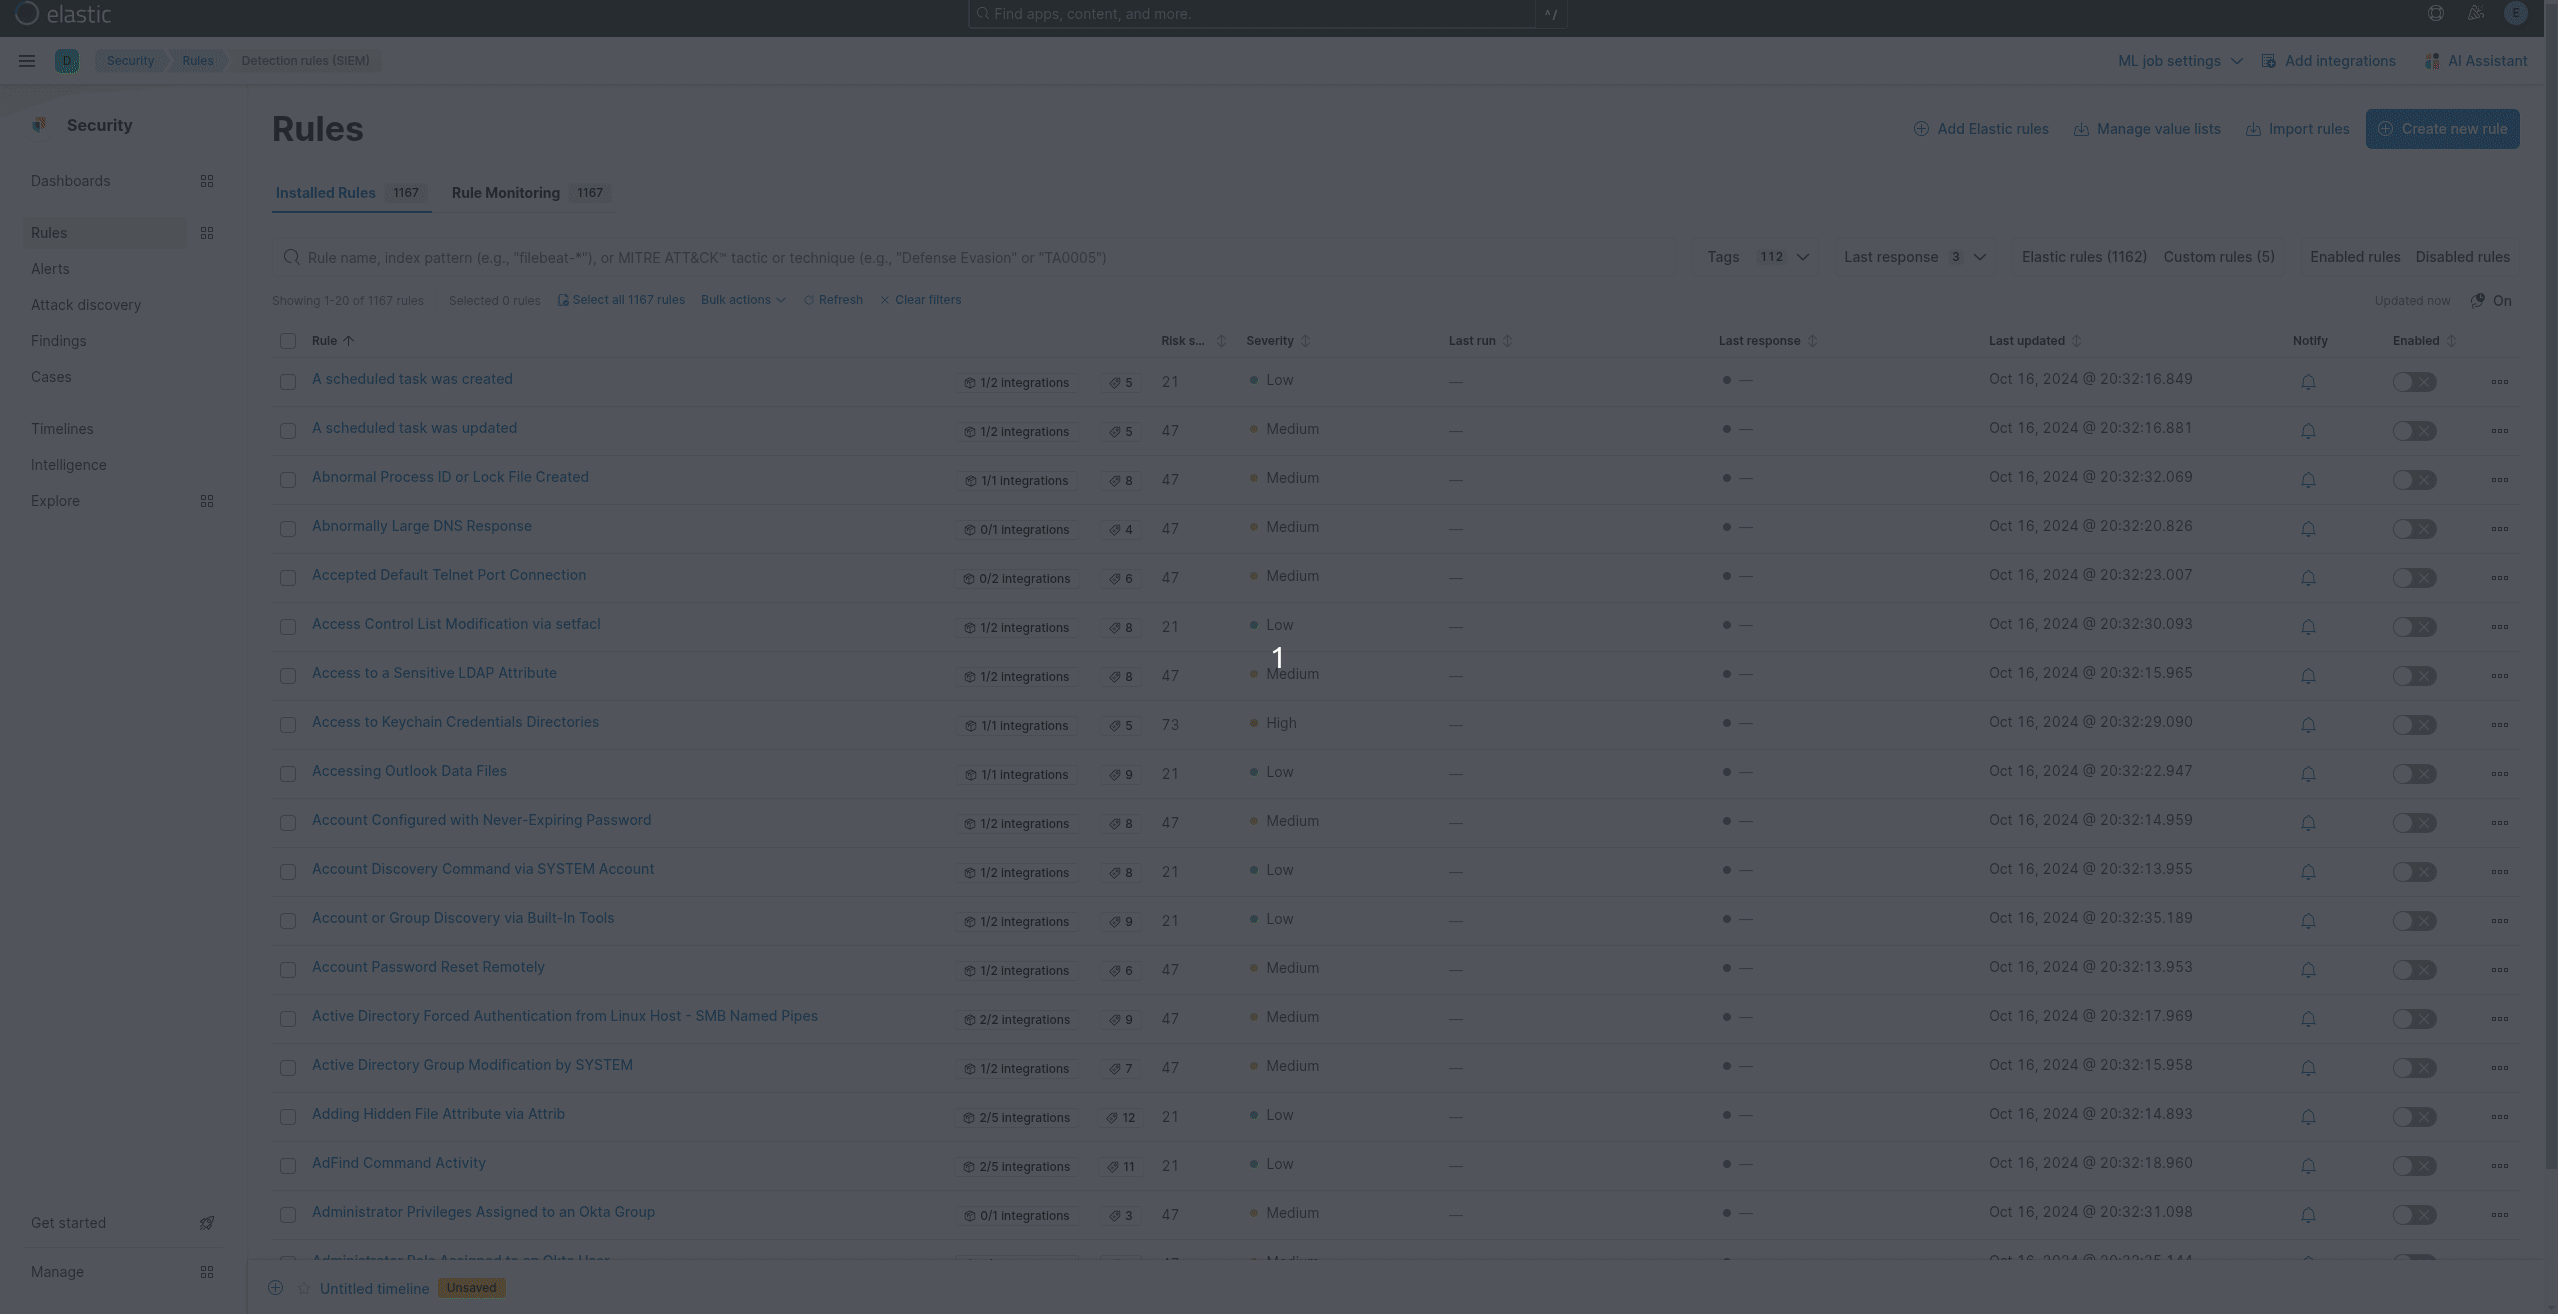 elastic
Find apps, content, and more.
^/
E
D
Security
Rules
Detection rules (SIEM)
ML job settings
Add integrations
AI Assistant
Security
Dashboards
Rules
Alerts
Attack discovery
Findings
Cases
Timelines
Intelligence
Explore
Get started
Manage
Rules
Add Elastic rules
Manage value lists
Import rules
Create new rule
Installed Rules 1167
Rule Monitoring 1167
Rule name, index pattern (e.g., "filebeat-*"), or MITRE ATT&CK™ tactic or technique (e.g., "Defense Evasion" or "TA0005")
Tags 112
Last response 3
Elastic rules (1162) Custom rules (5)
Enabled rules Disabled rules
Showing 1-20 of 1167 rules Selected 0 rules Select all 1167 rules Bulk actions Refresh Clear filters
Updated now On
Rule Risk s... Severity Last run Last response Last updated Notify Enabled
A scheduled task was created 1/2 integrations 5 21 Low — — Oct 16, 2024 @ 20:32:16.849
A scheduled task was updated 1/2 integrations 5 47 Medium — — Oct 16, 2024 @ 20:32:16.881
Abnormal Process ID or Lock File Created 1/1 integrations 8 47 Medium — — Oct 16, 2024 @ 20:32:32.069
Abnormally Large DNS Response 0/1 integrations 4 47 Medium — — Oct 16, 2024 @ 20:32:20.826
Accepted Default Telnet Port Connection 0/2 integrations 6 47 Medium — — Oct 16, 2024 @ 20:32:23.007
Access Control List Modification via setfacl 1/2 integrations 8 21 Low — — Oct 16, 2024 @ 20:32:30.093
1
Access to a Sensitive LDAP Attribute 1/2 integrations 8 47 Medium — — Oct 16, 2024 @ 20:32:15.965
Access to Keychain Credentials Directories 1/1 integrations 5 73 High — — Oct 16, 2024 @ 20:32:29.090
Accessing Outlook Data Files 1/1 integrations 9 21 Low — — Oct 16, 2024 @ 20:32:22.947
Account Configured with Never-Expiring Password 1/2 integrations 8 47 Medium — — Oct 16, 2024 @ 20:32:14.959
Account Discovery Command via SYSTEM Account 1/2 integrations 8 21 Low — — Oct 16, 2024 @ 20:32:13.955
Account or Group Discovery via Built-In Tools 1/2 integrations 9 21 Low — — Oct 16, 2024 @ 20:32:35.189
Account Password Reset Remotely 1/2 integrations 6 47 Medium — — Oct 16, 2024 @ 20:32:13.953
Active Directory Forced Authentication from Linux Host - SMB Named Pipes 2/2 integrations 9 47 Medium — — Oct 16, 2024 @ 20:32:17.969
Active Directory Group Modification by SYSTEM 1/2 integrations 7 47 Medium — — Oct 16, 2024 @ 20:32:15.958
Adding Hidden File Attribute via Attrib 2/5 integrations 12 21 Low — — Oct 16, 2024 @ 20:32:14.893
AdFind Command Activity 2/5 integrations 11 21 Low — — Oct 16, 2024 @ 20:32:18.960
Administrator Privileges Assigned to an Okta Group 0/1 integrations 3 47 Medium — — Oct 16, 2024 @ 20:32:31.098
Administrator Role Assigned to an Okta User 47 Medium Oct 16, 2024 @ 20:32:35.144
Untitled timeline Unsaved